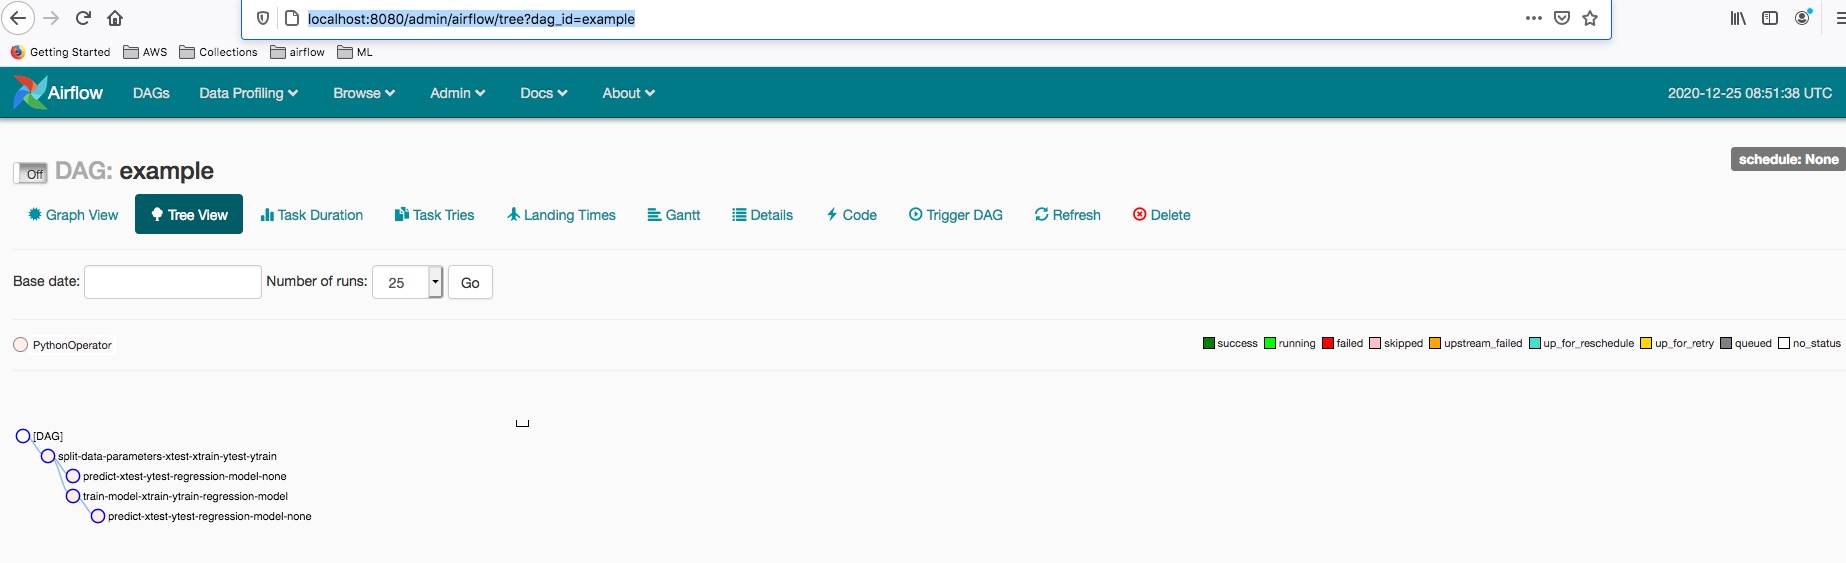 localhost:8080/admin/airflow/tree?dag_id=example
Getting Started AWS Collections airflow ML
Airflow DAGs Data Profiling Browse Admin Docs About 2020-12-25 08:51:38 UTC
Off DAG: example schedule: None
Graph View Tree View Task Duration Task Tries Landing Times Gantt Details Code Trigger DAG Refresh Delete
Base date: Number of runs: 25 Go
PythonOperator success running failed skipped upstream_failed up_for_reschedule up_for_retry queued no_status
[DAG]
split-data-parameters-xtest-xtrain-ytest-ytrain
predict-xtest-ytest-regression-model-none
train-model-xtrain-ytrain-regression-model
predict-xtest-ytest-regression-model-none